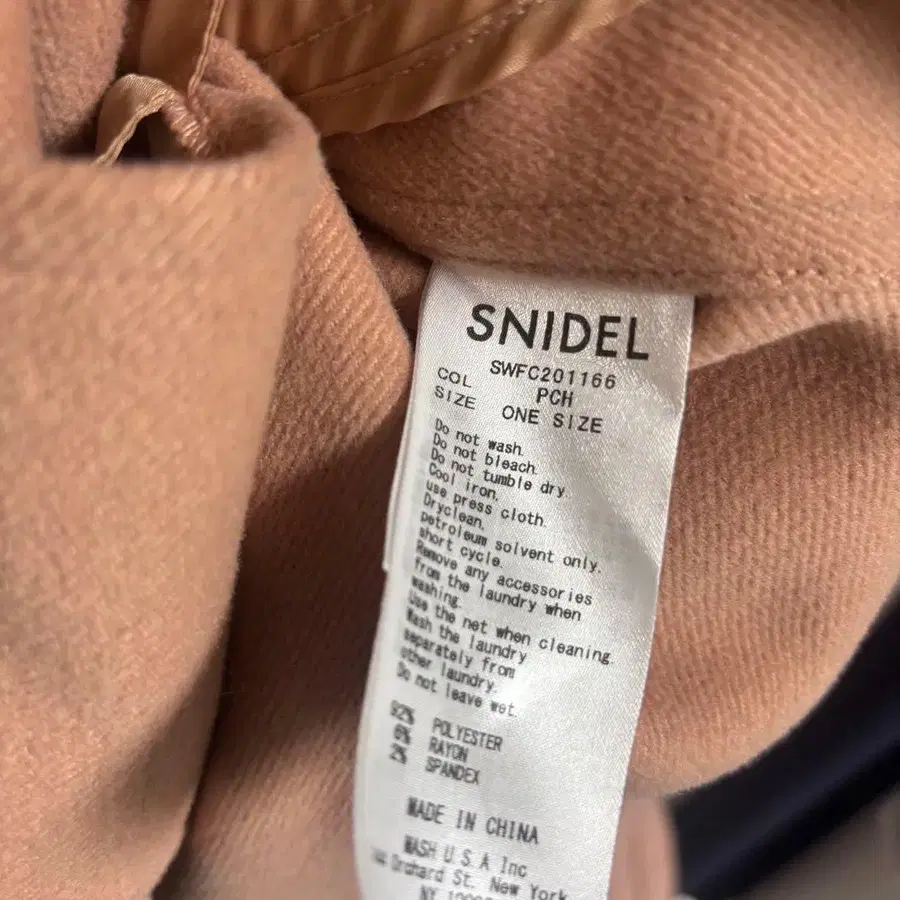 SNIDEL
SWFC201166
COL PCH
SIZE ONE SIZE
Do not wash.
Do not bleach.
Do not tumble dry.
Cool iron.
use press cloth.
Dryclean.
petroleum solvent only.
short cycle.
Remove any accessories
from the laundry when
washing.
Use the net when cleaning.
Wash the laundry
separately from
other laundry.
Do not leave wet.
92% POLYESTER
6% RAYON
2% SPANDEX
MADE IN CHINA
MASH U.S.A Inc
Orchard St. New York
NY